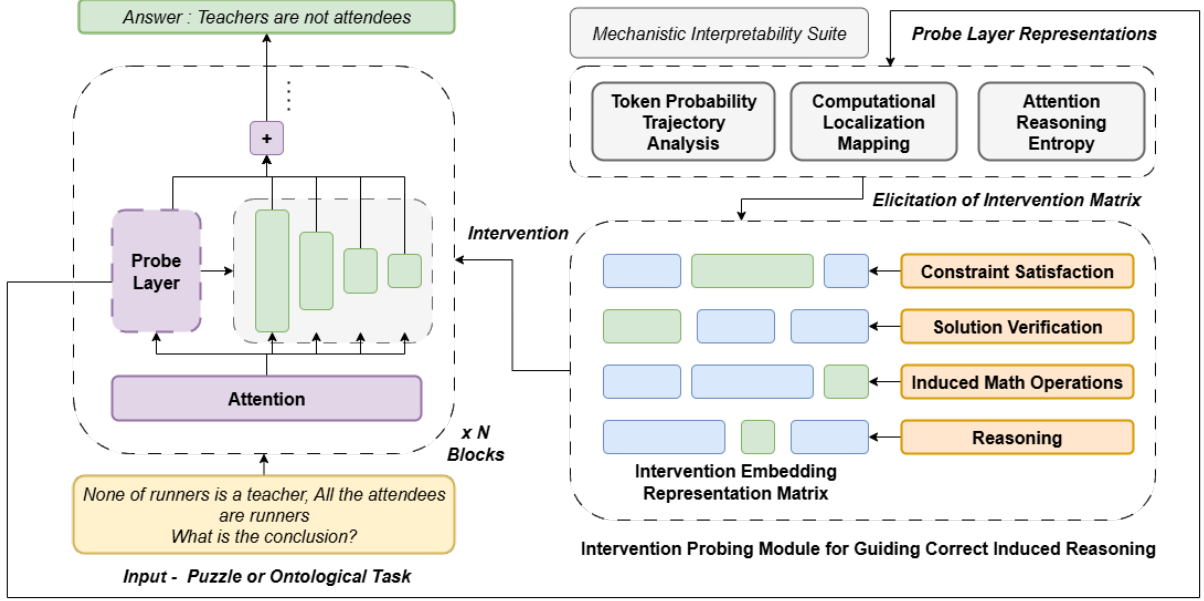 Answer : Teachers are not attendees
+
Probe
Layer
Attention
x N
Blocks
None of runners is a teacher, All the attendees
are runners
What is the conclusion?
Input -  Puzzle or Ontological Task
Mechanistic Interpretability Suite
Probe Layer Representations
Token Probability
Trajectory
Analysis
Computational
Localization
Mapping
Attention
Reasoning
Entropy
Elicitation of Intervention Matrix
Intervention
Constraint Satisfaction
Solution Verification
Induced Math Operations
Reasoning
Intervention Embedding
Representation Matrix
Intervention Probing Module for Guiding Correct Induced Reasoning